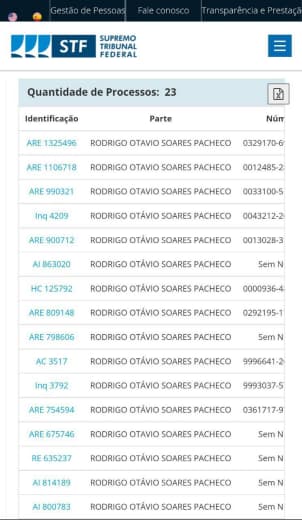 Gestão de Pessoas Fale conosco Transparência e Prestaçã
STF SUPREMO TRIBUNAL FEDERAL
Quantidade de Processos: 23
Identificação Parte Núm
ARE 1325496 RODRIGO OTAVIO SOARES PACHECO 0329170-6
ARE 1106718 RODRIGO OTAVIO SOARES PACHECO 0012485-2
ARE 990321 RODRIGO OTAVIO SOARES PACHECO 0033100-5
Inq 4209 RODRIGO OTAVIO SOARES PACHECO 0043212-2
ARE 900712 RODRIGO OTÁVIO SOARES PACHECO 0013028-3
AI 863020 RODRIGO OTÁVIO SOARES PACHECO Sem N
HC 125792 RODRIGO OTÁVIO SOARES PACHECO 0000936-4
ARE 809148 RODRIGO OTÁVIO SOARES PACHECO 0292195-1
ARE 798606 RODRIGO OTÁVIO SOARES PACHECO Sem N
AC 3517 RODRIGO OTÁVIO SOARES PACHECO 9996641-2
Inq 3792 RODRIGO OTÁVIO SOARES PACHECO 9993037-5
ARE 754594 RODRIGO OTÁVIO SOARES PACHECO 0361717-9
ARE 675746 RODRIGO OTÁVIO SOARES PACHECO Sem N
RE 635237 RODRIGO OTÁVIO SOARES PACHECO Sem N
AI 814189 RODRIGO OTÁVIO SOARES PACHECO Sem N
AI 800783 RODRIGO OTÁVIO SOARES PACHECO Sem N